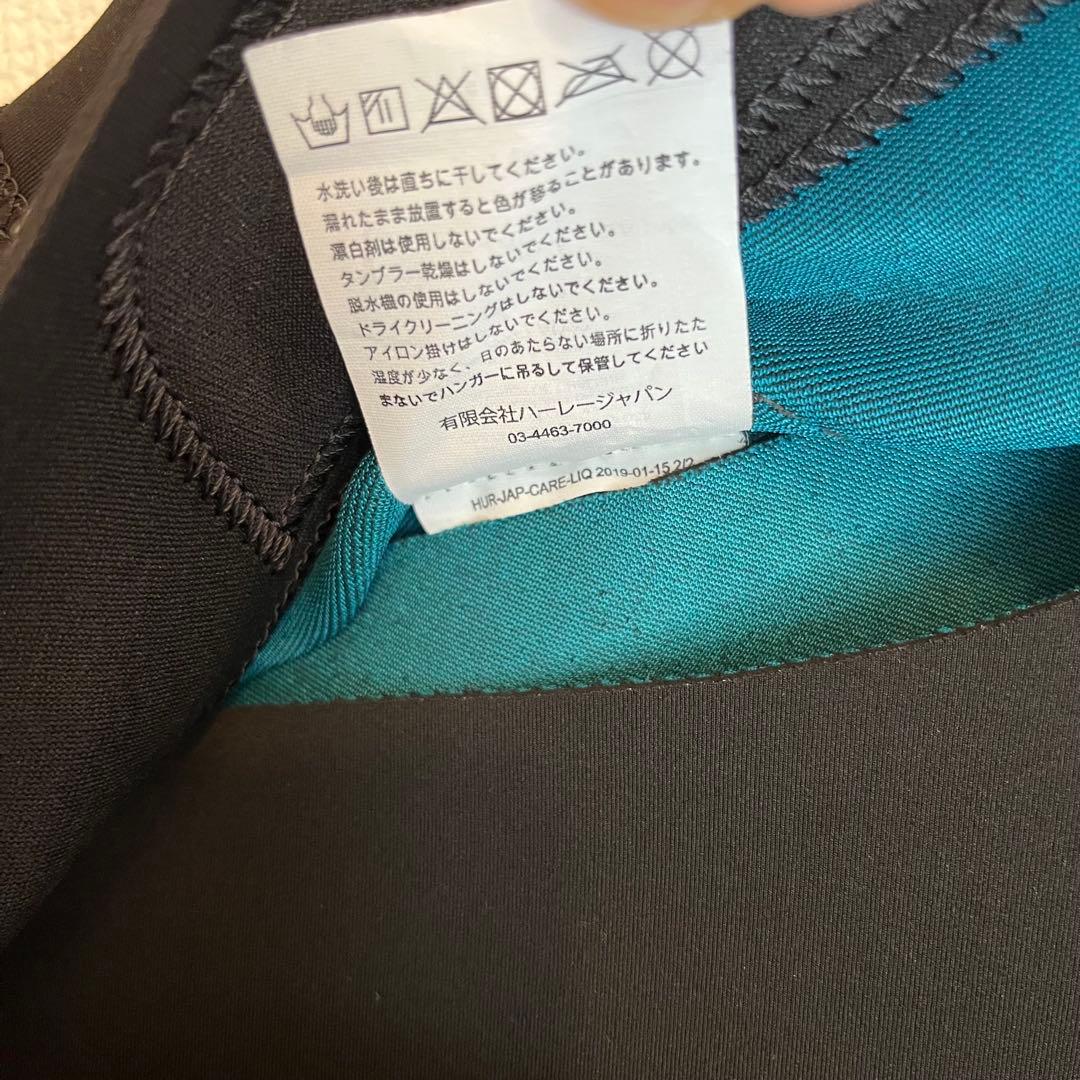 水洗い後は直ちに干してください。
濡れたまま放置すると色が移ることがあります。
漂白剤は使用しないでください。
タンブラー乾燥はしないでください。
脱水機の使用はしないでください。
ドライクリーニングはしないでください。
アイロン掛けはしないでください。
湿度が少なく、日のあたらない場所に折りたた
まないでハンガーに吊るして保管してください
有限会社ハーレージャパン
03-4463-7000
HUR-JAP-CARE-LIQ 2019-01-15 2/2